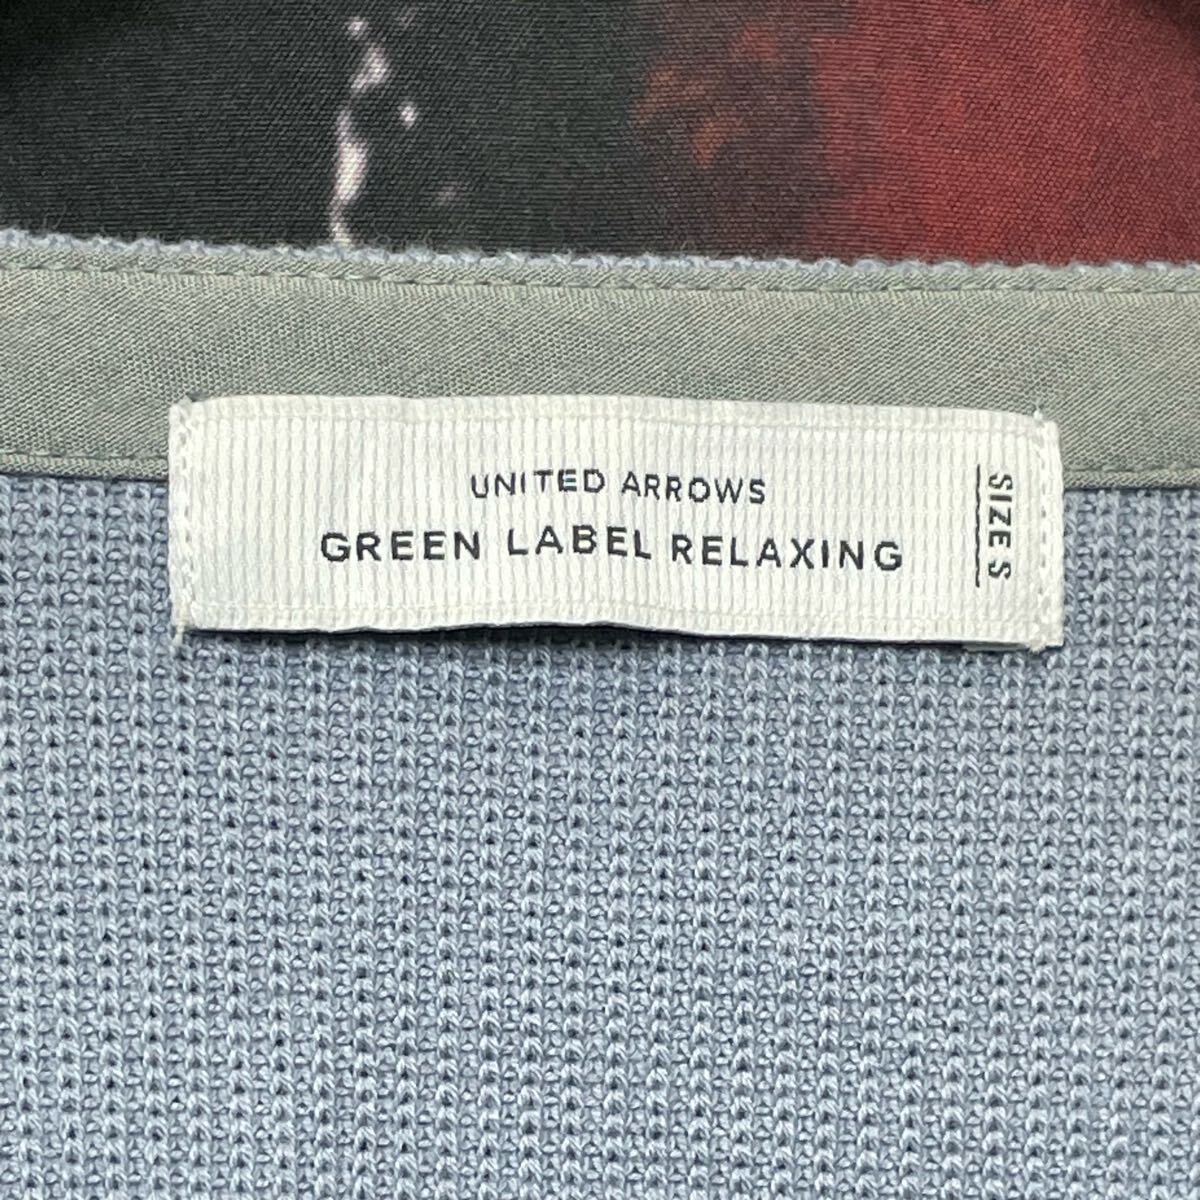 UNITED ARROWS
GREEN LABEL RELAXING
SIZE S